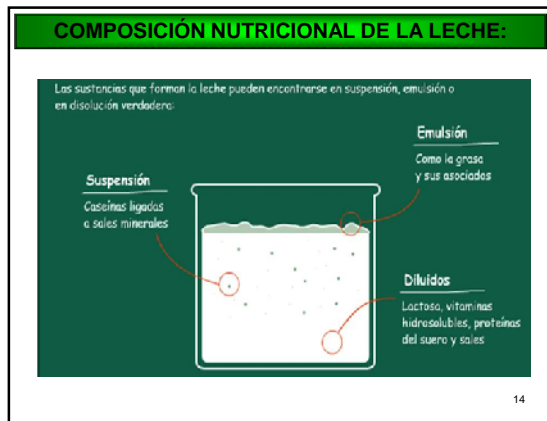 COMPOSICIÓN NUTRICIONAL DE LA LECHE:
Las sustancias que forman la leche pueden encontrarse en suspensión, emulsión o
en disolución verdadera:
Emulsión
Como la grasa
y sus asociados
Suspensión
Caseínas ligadas
a sales minerales
Diluidos
Lactosa, vitaminas
hidrosolubles, proteínas
del suero y sales
14